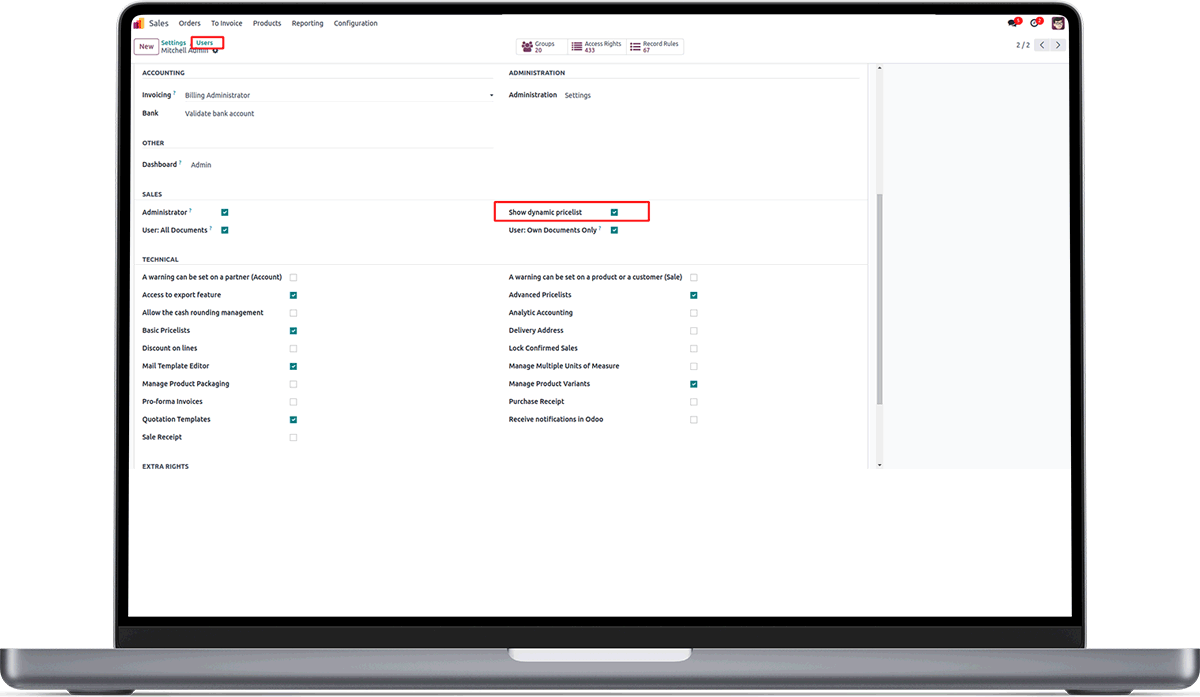 Sales Orders To Invoice Products Reporting Configuration 1 2
New Settings / Users Groups Access Rights Record Rules
Mitchell Admin 20 433 67 2 / 2
ACCOUNTING ADMINISTRATION
Invoicing ? Billing Administrator Administration Settings
Bank Validate bank account
OTHER
Dashboard ? Admin
SALES
Administrator ? Show dynamic pricelist
User: All Documents ? User: Own Documents Only ?
TECHNICAL
A warning can be set on a partner (Account) A warning can be set on a product or a customer (Sale)
Access to export feature Advanced Pricelists
Allow the cash rounding management Analytic Accounting
Basic Pricelists Delivery Address
Discount on lines Lock Confirmed Sales
Mail Template Editor Manage Multiple Units of Measure
Manage Product Packaging Manage Product Variants
Pro-forma Invoices Purchase Receipt
Quotation Templates Receive notifications in Odoo
Sale Receipt
EXTRA RIGHTS